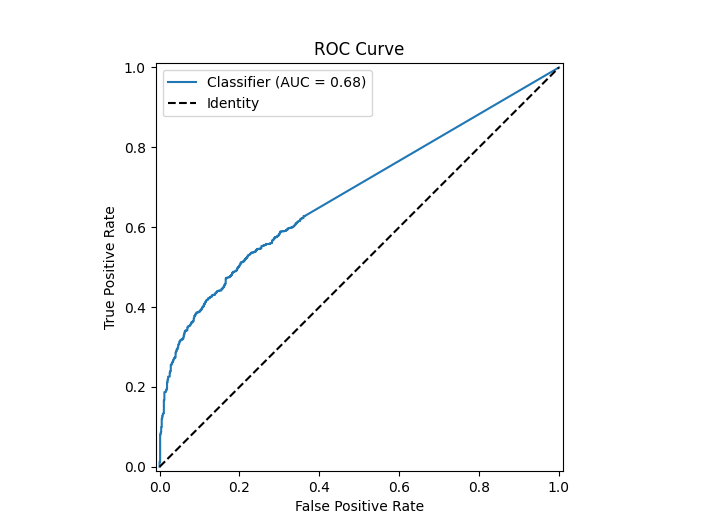 ROC Curve
1.0
0.8
0.6
0.4
0.2
0.0
True Positive Rate
Classifier (AUC = 0.68)
Identity
0.0 0.2 0.4 0.6 0.8 1.0
False Positive Rate